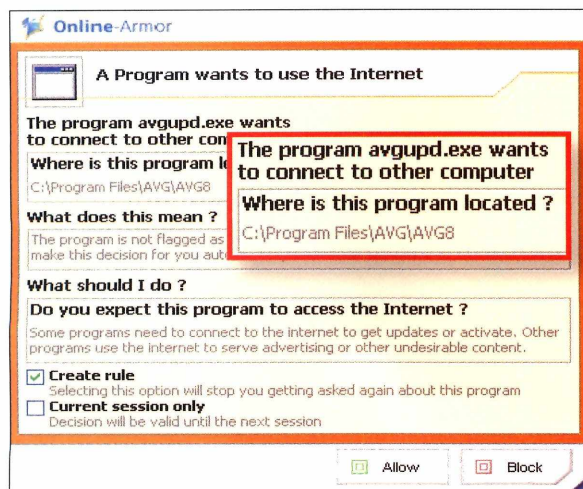 Online-Armor
A Program wants to use the Internet
The program avgupd.exe wants
to connect to other com
Where is this program l
C:\Program Files\AVG\AVG8
The program avgupd.exe wants
to connect to other computer
Where is this program located ?
C:\Program Files\AVG\AVG8
What does this mean ?
The program is not flagged as
make this decision for you
What should I do ?
Do you expect this program to access the Internet ?
Some programs need to connect to the internet to get updates or activate. Other
programs use the internet to serve advertising or other undesirable content.
Create rule
Selecting this option will stop you getting asked again about this program
Current session only
Decision will be valid until the next session
Allow
Block